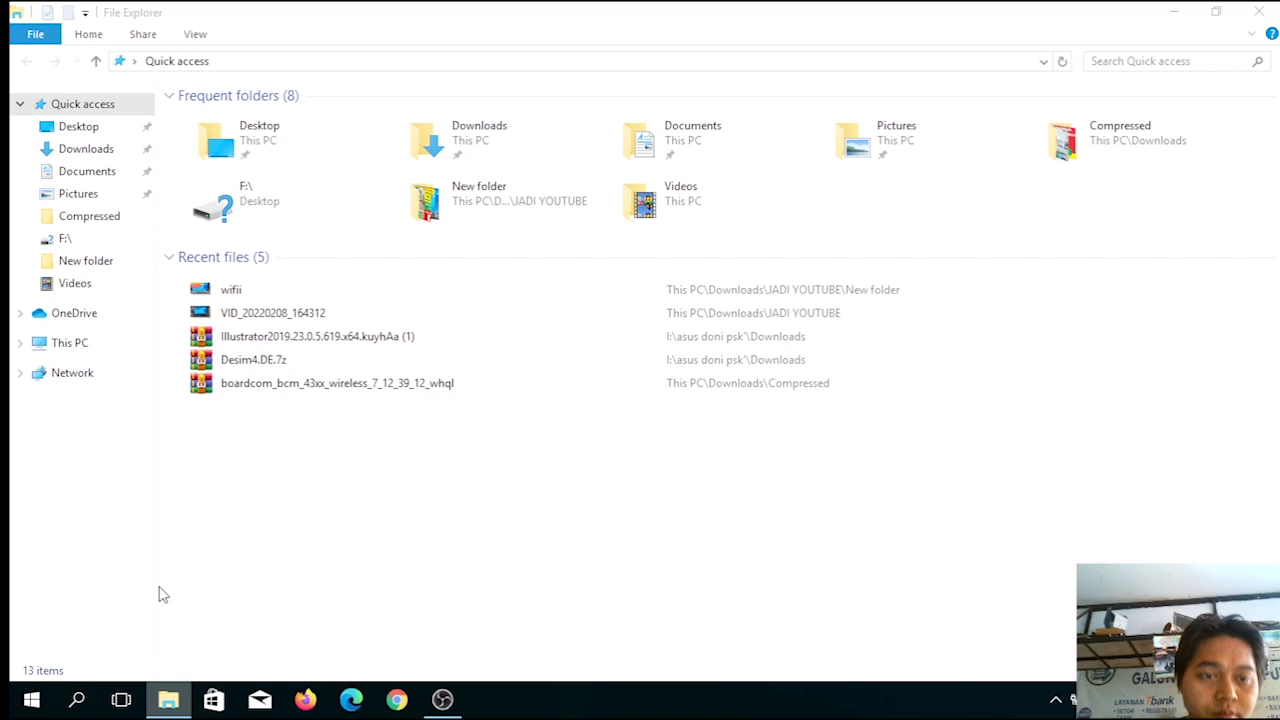 File Explorer
File Home Share View
Quick access Search Quick access
Quick access
Desktop
Downloads
Documents
Pictures
Compressed
F:\
New folder
Videos
OneDrive
This PC
Network
Frequent folders (8)
Desktop
This PC
Downloads
This PC
Documents
This PC
Pictures
This PC
Compressed
This PC\Downloads
F:\
Desktop
New folder
This PC\D...\JADI YOUTUBE
Videos
This PC
Recent files (5)
wifii This PC\Downloads\JADI YOUTUBE\New folder
VID_20220208_164312 This PC\Downloads\JADI YOUTUBE
Illustrator2019.23.0.5.619.x64.kuyhAa (1) I:\asus doni psk'\Downloads
Desim4.DE.7z I:\asus doni psk'\Downloads
boardcom_bcm_43xx_wireless_7_12_39_12_whql This PC\Downloads\Compressed
13 items
LAYANAN